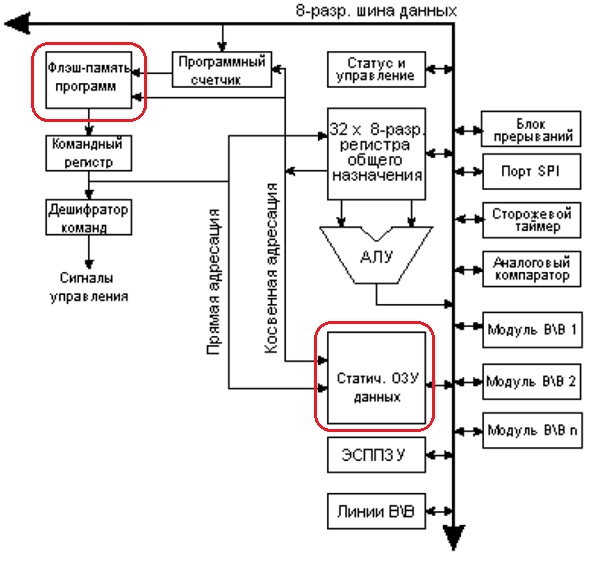 8-разр. шина данных
Флэш-память
программ
Программный
счетчик
Статус и
управление
32 x 8-разр.
регистра
общего
назначения
Блок
прерываний
Командный
регистр
Порт SPI
Дешифратор
команд
Сторожевой
таймер
АЛУ
Аналоговый
компаратор
Сигналы
управления
Прямая адресация
Косвенная адресация
Модуль В\В 1
Статич. ОЗУ
данных
Модуль В\В 2
Модуль В\В n
ЭСППЗУ
Линии В\В